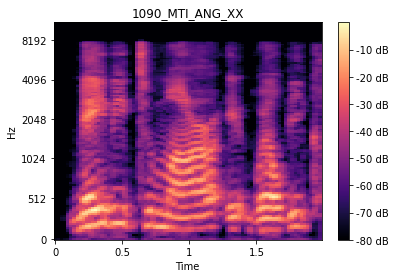 1090_MTI_ANG_XX
8192
4096
2048
1024
512
0
Hz
0
0.5
1
1.5
Time
-10 dB
-20 dB
-30 dB
-40 dB
-50 dB
-60 dB
-70 dB
-80 dB